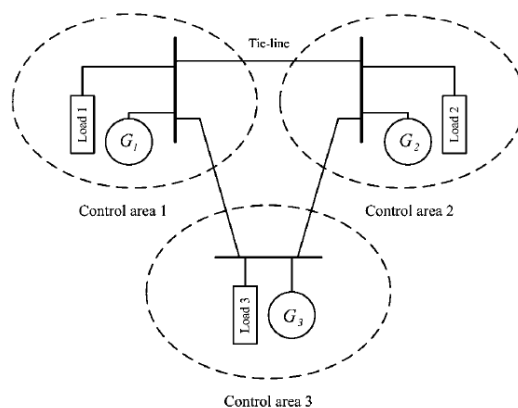 Tie-line
Load 1
G1
G2
Load 2
Control area 1
Control area 2
Load 3
G3
Control area 3